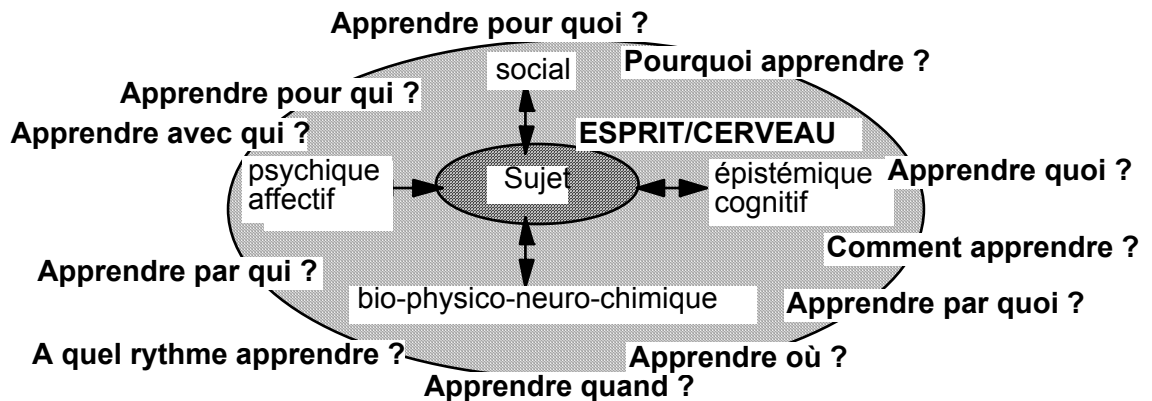 Apprendre pour quoi ?
Pourquoi apprendre ?
social
Apprendre pour qui ?
Apprendre avec qui ?
ESPRIT/CERVEAU
psychique
affectif
Sujet
épistémique
cognitif
Apprendre quoi ?
Comment apprendre ?
Apprendre par qui ?
bio-physico-neuro-chimique
Apprendre par quoi ?
A quel rythme apprendre ?
Apprendre où ?
Apprendre quand ?